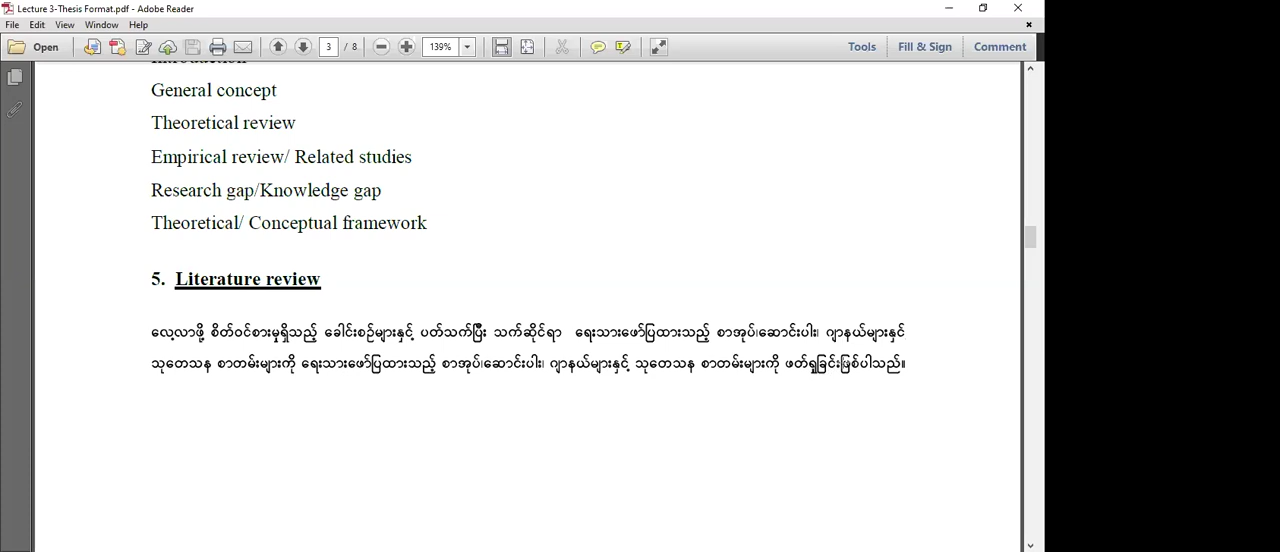 Lecture 3-Thesis Format.pdf - Adobe Reader
File Edit View Window Help
Open 3 / 8 139% Tools Fill & Sign Comment
Introduction
General concept
Theoretical review
Empirical review/ Related studies
Research gap/Knowledge gap
Theoretical/ Conceptual framework
5. Literature review
လေ့လာဖို့ စိတ်ဝင်စားမှုရှိသည့် ခေါင်းစဉ်များနှင့် ပတ်သက်ပြီး သက်ဆိုင်ရာ ရေးသားဖော်ပြထားသည့် စာအုပ်၊ဆောင်းပါး၊ ဂျာနယ်များနှင့်
သုတေသန စာတမ်းများကို ရေးသားဖော်ပြထားသည့် စာအုပ်၊ဆောင်းပါး၊ ဂျာနယ်များနှင့် သုတေသန စာတမ်းများကို ဖတ်ရှုခြင်းဖြစ်ပါသည်။